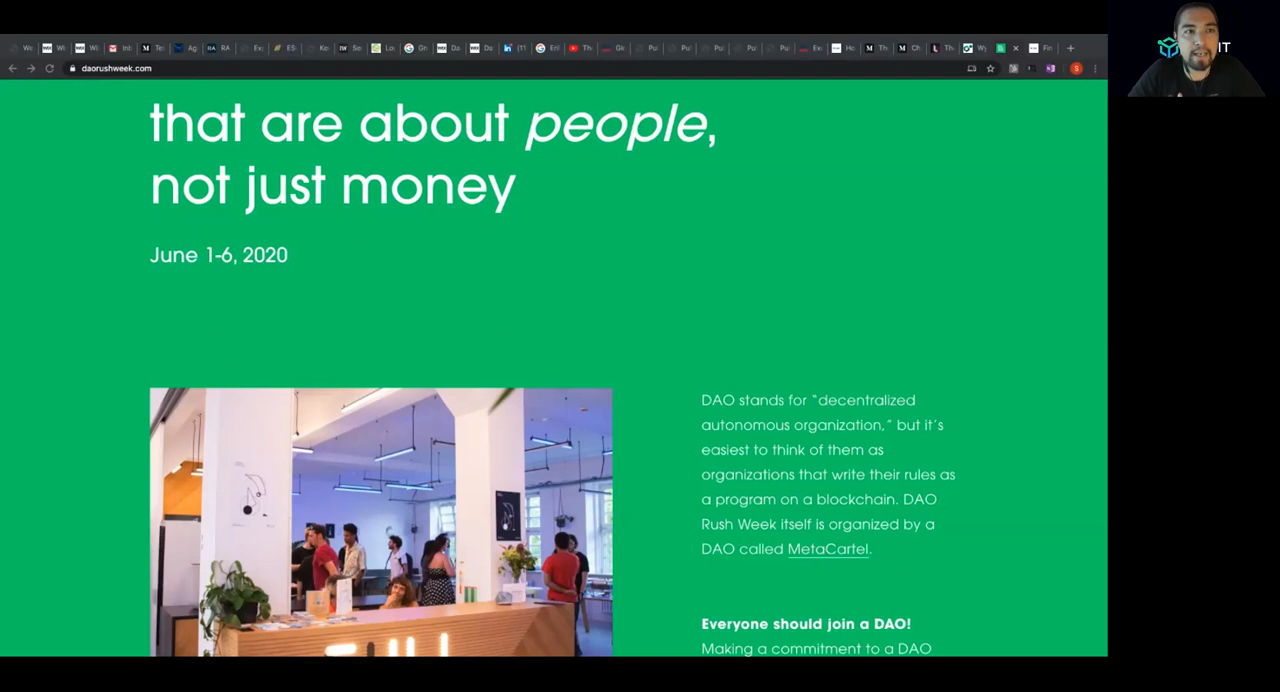 daorushweek.com
IT
that are about people,
not just money
June 1-6, 2020
DAO stands for “decentralized
autonomous organization,” but it’s
easiest to think of them as
organizations that write their rules as
a program on a blockchain. DAO
Rush Week itself is organized by a
DAO called MetaCartel.
Everyone should join a DAO!
Making a commitment to a DAO